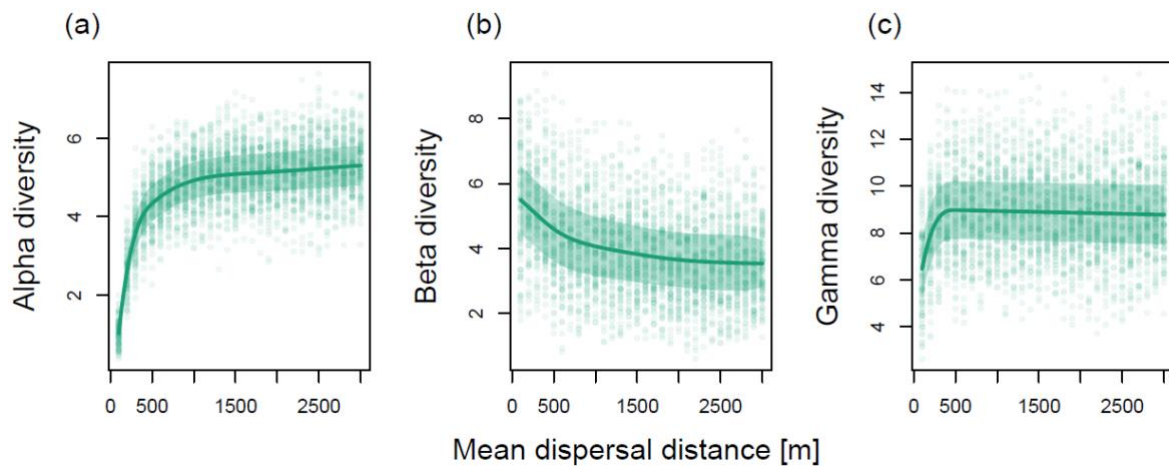 (a)
Alpha diversity
2
4
6
0 500 1500 2500
(b)
Beta diversity
2
4
6
8
0 500 1500 2500
(c)
Gamma diversity
4
6
8
10
12
14
0 500 1500 2500
Mean dispersal distance [m]